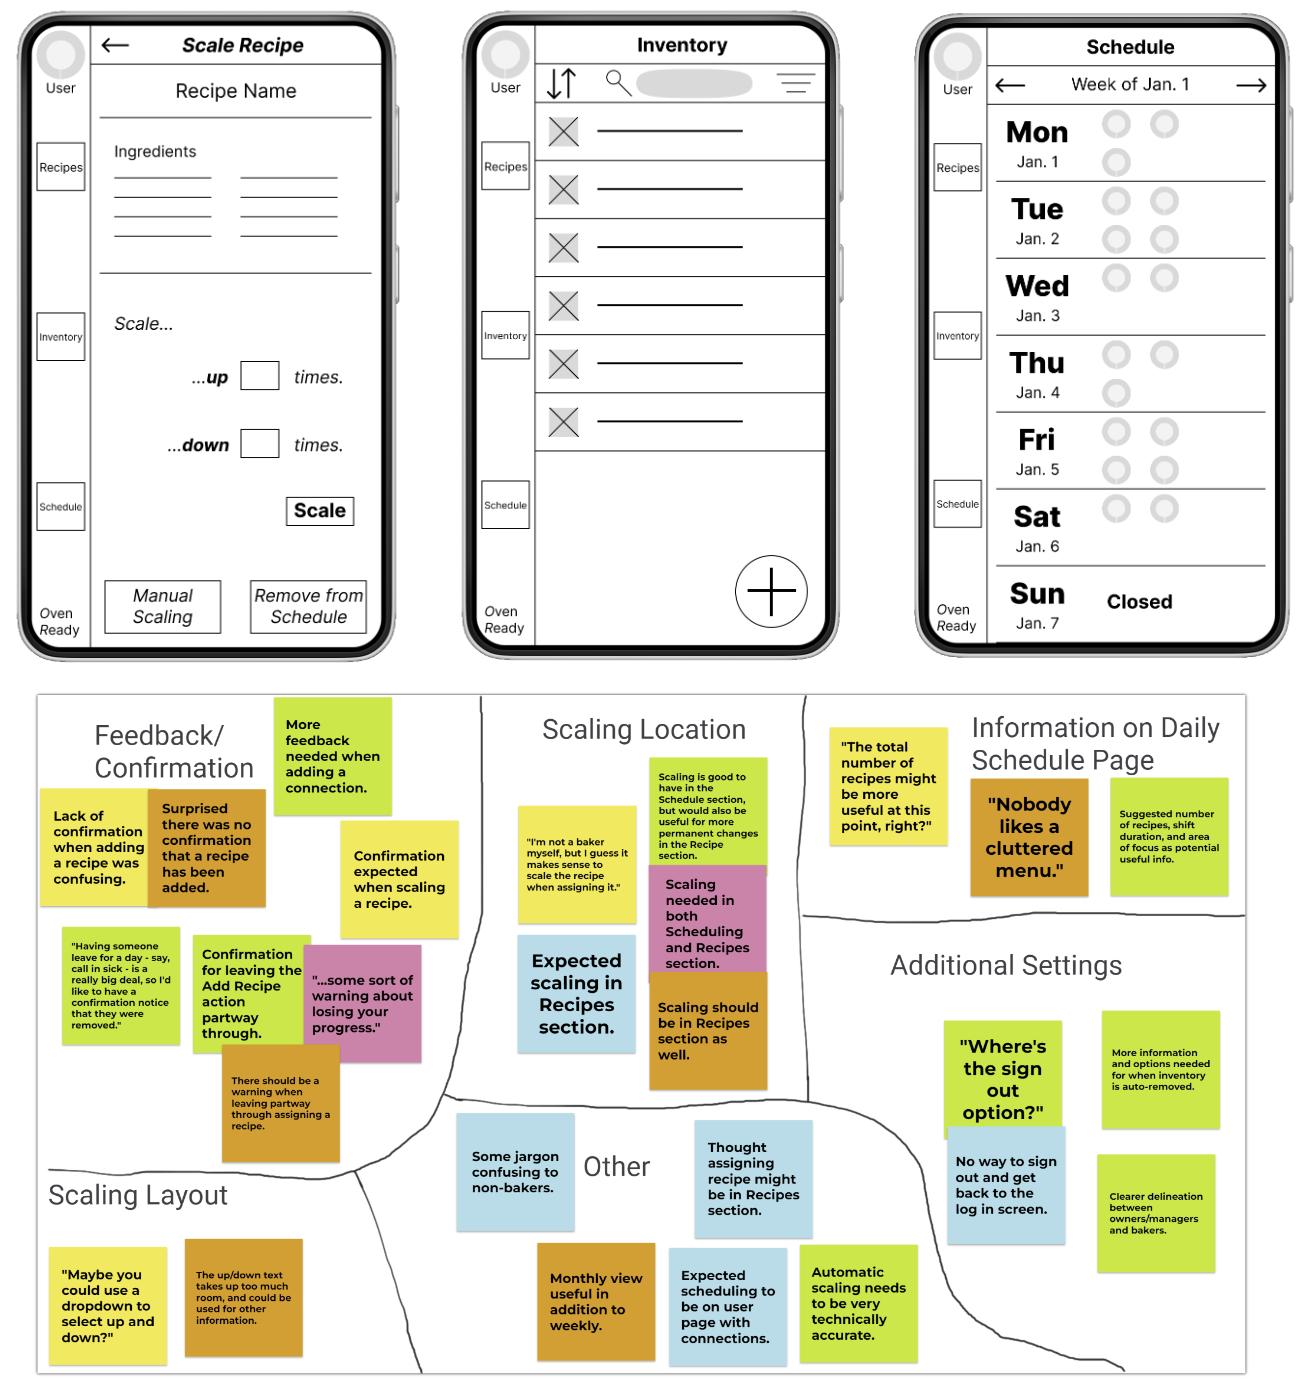 User
Recipes
Inventory
Schedule
Oven
Ready
Scale Recipe
Recipe Name
Ingredients
Scale...
...up
times.
...down
times.
Scale
Manual
Scaling
Remove from
Schedule
User
Recipes
Inventory
Schedule
Oven
Ready
Inventory
User
Recipes
Inventory
Schedule
Oven
Ready
Schedule
Week of Jan. 1
Mon
Jan. 1
Tue
Jan. 2
Wed
Jan. 3
Thu
Jan. 4
Fri
Jan. 5
Sat
Jan. 6
Sun
Jan. 7
Closed
Feedback/
Confirmation
More
feedback
needed when
adding a
connection.
Lack of
confirmation
when adding
a recipe was
confusing.
Surprised
there was no
confirmation
that a recipe
has been
added.
Confirmation
expected
when scaling
a recipe.
"Having someone
leave for a day - say,
call in sick - is a
really big deal, so I'd
like to have a
confirmation notice
that they were
removed."
Confirmation
for leaving the
Add Recipe
action
partway
through.
"...some sort of
warning about
losing your
progress."
There should be a
warning when
leaving partway
through assigning a
recipe.
Scaling Location
Scaling is good to
have in the
Schedule section,
but would also be
useful for more
permanent changes
in the Recipe
section.
"I'm not a baker
myself, but I guess it
makes sense to
scale the recipe
when assigning it."
Scaling
needed in
both
Scheduling
and Recipes
section.
Expected
scaling in
Recipes
section.
Scaling should
be in Recipes
section as
well.
Information on Daily
Schedule Page
"The total
number of
recipes might
be more
useful at this
point, right?"
"Nobody
likes a
cluttered
menu."
Suggested number
of recipes, shift
duration, and area
of focus as potential
useful info.
Additional Settings
"Where's
the sign
out
option?"
More information
and options needed
for when inventory
is auto-removed.
No way to sign
out and get
back to the
log in screen.
Clearer delineation
between
owners/managers
and bakers.
Scaling Layout
"Maybe you
could use a
dropdown to
select up and
down?"
The up/down text
takes up too much
room, and could be
used for other
information.
Other
Some jargon
confusing to
non-bakers.
Thought
assigning
recipe might
be in Recipes
section.
Monthly view
useful in
addition to
weekly.
Expected
scheduling to
be on user
page with
connections.
Automatic
scaling needs
to be very
technically
accurate.